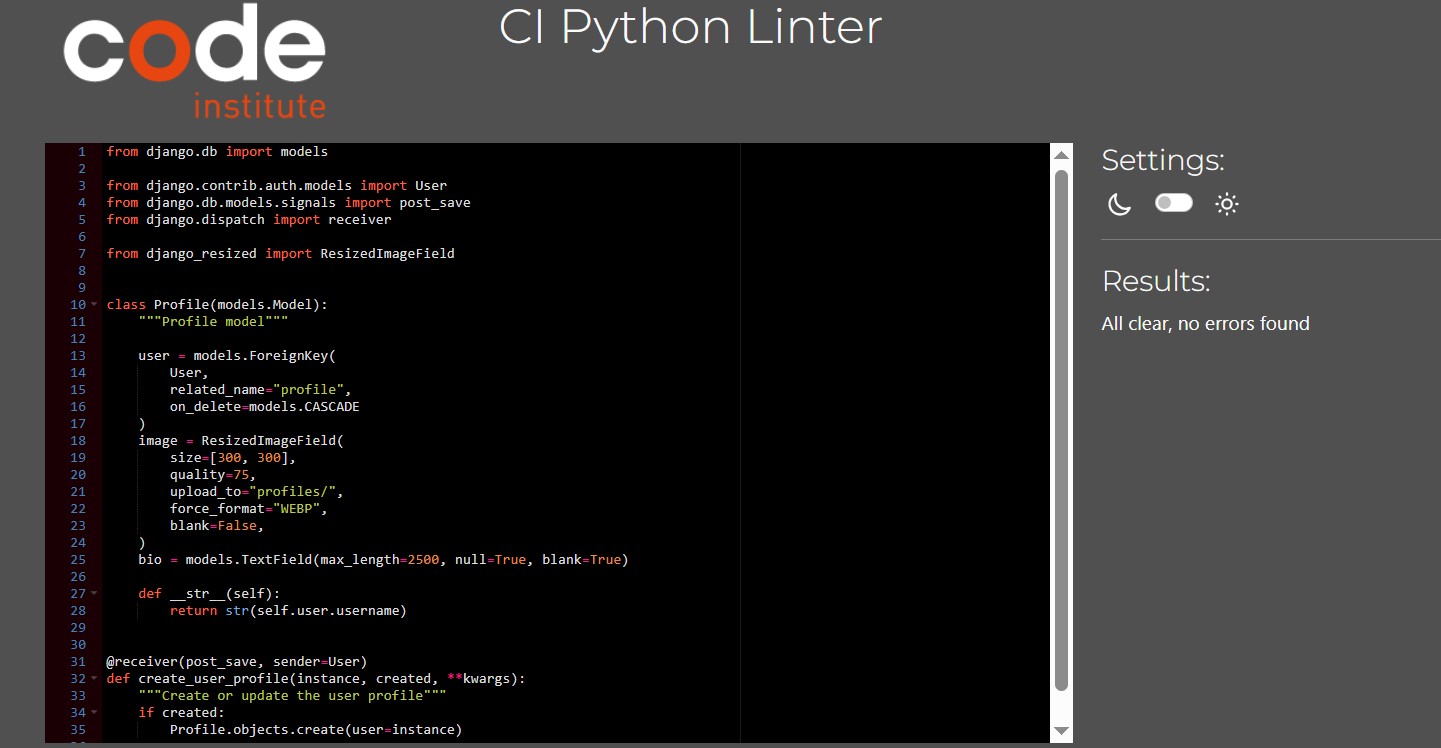 code
institute
CI Python Linter
1 from django.db import models
2
3 from django.contrib.auth.models import User
4 from django.db.models.signals import post_save
5 from django.dispatch import receiver
6
7 from django_resized import ResizedImageField
8
9
10 class Profile(models.Model):
11     """Profile model"""
12
13     user = models.ForeignKey(
14         User,
15         related_name="profile",
16         on_delete=models.CASCADE
17     )
18     image = ResizedImageField(
19         size=[300, 300],
20         quality=75,
21         upload_to="profiles/",
22         force_format="WEBP",
23         blank=False,
24     )
25     bio = models.TextField(max_length=2500, null=True, blank=True)
26
27     def __str__(self):
28         return str(self.user.username)
29
30
31 @receiver(post_save, sender=User)
32 def create_user_profile(instance, created, **kwargs):
33     """Create or update the user profile"""
34     if created:
35         Profile.objects.create(user=instance)
Settings:
Results:
All clear, no errors found